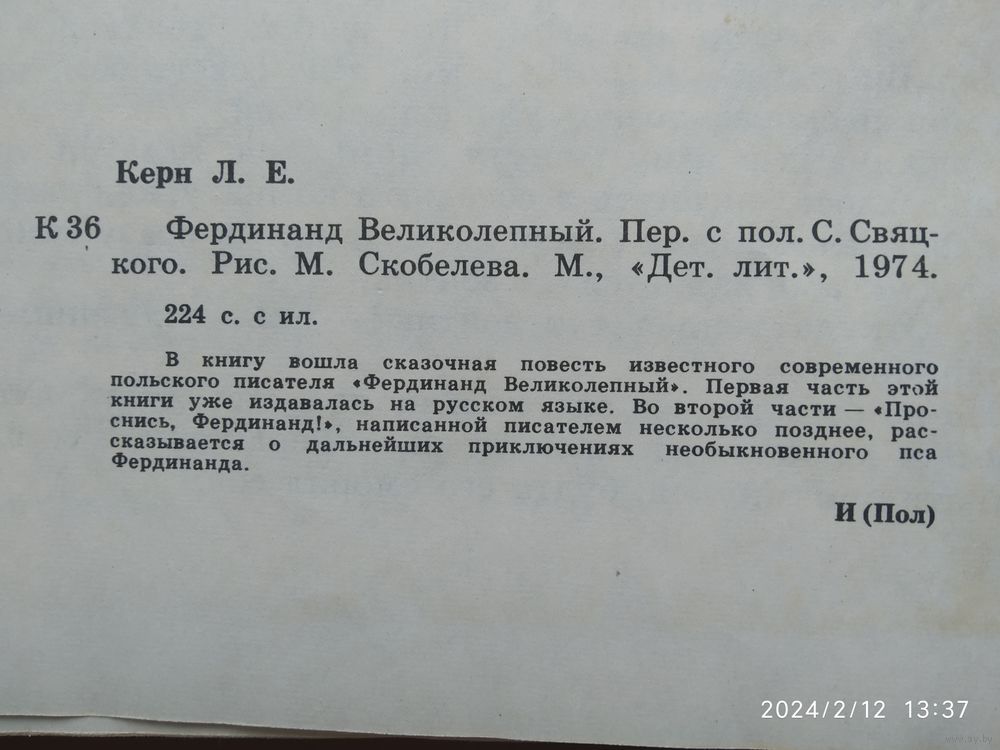 Керн Л. Е.
К 36 Фердинанд Великолепный. Пер. с пол. С. Свяц-
кого. Рис. М. Скобелева. М., «Дет. лит.», 1974.
224 с. с ил.
В книгу вошла сказочная повесть известного современного
польского писателя «Фердинанд Великолепный». Первая часть этой
книги уже издавалась на русском языке. Во второй части — «Про-
снись, Фердинанд!», написанной писателем несколько позднее, рас-
сказывается о дальнейших приключениях необыкновенного пса
Фердинанда.
И (Пол)
2024/2/12 13:37
www.ay.by